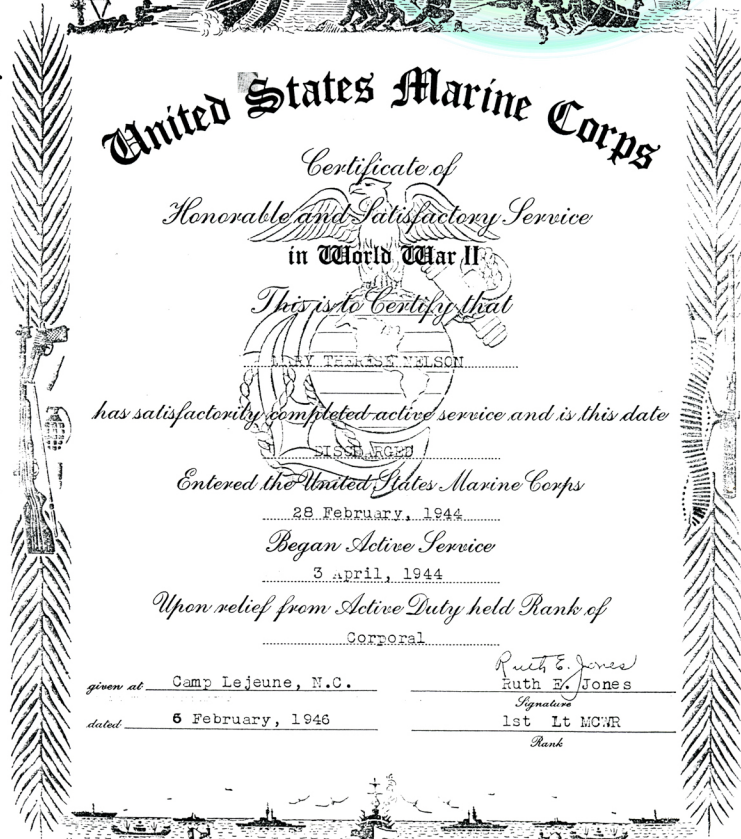 United States Marine Corps
Certificate of
Honorable and Satisfactory Service
in World War II
This is to Certify that
MARY THERESE NELSON
has satisfactorily completed active service and is this date
DISCHARGED
Entered the United States Marine Corps
28 February, 1944
Began Active Service
3 April, 1944
Upon relief from Active Duty held Rank of
Corporal
Ruth E. Jones
given at Camp Lejeune, N.C. Ruth E. Jones
Signature
dated 6 February, 1946 1st Lt MCWR
Rank